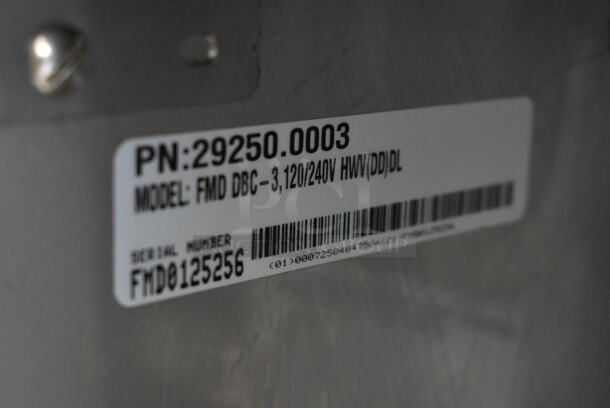 PN:29250.0003
MODEL: FMD DBC-3,120/240V HWV(DD)DL
SERIAL NUMBER
FMD0125256